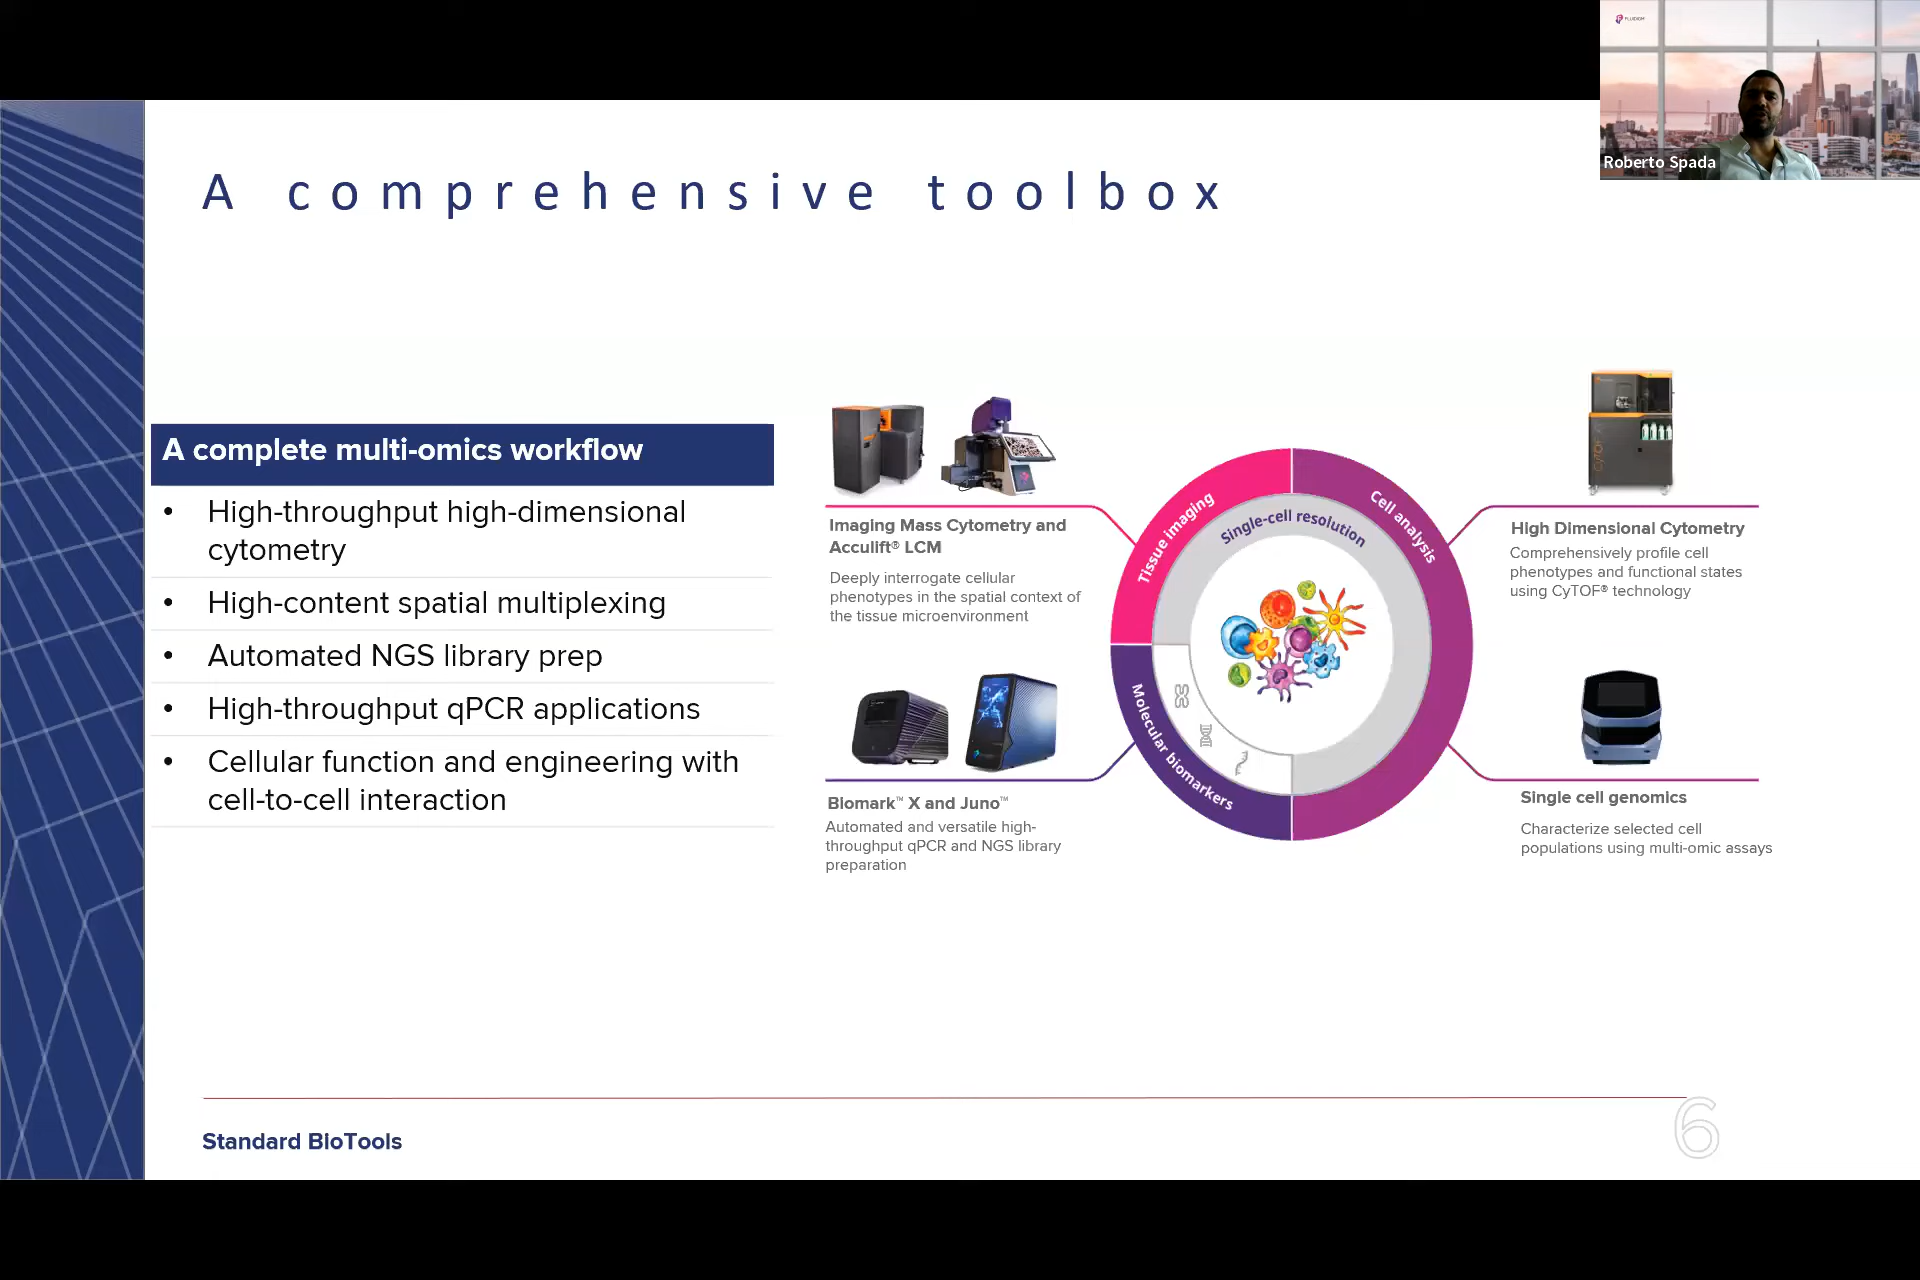 FLUIDIGM
Roberto Spada
A comprehensive toolbox
A complete multi-omics workflow
• High-throughput high-dimensional
cytometry
• High-content spatial multiplexing
• Automated NGS library prep
• High-throughput qPCR applications
• Cellular function and engineering with
cell-to-cell interaction
Imaging Mass Cytometry and
Acculift® LCM
Deeply interrogate cellular
phenotypes in the spatial context of
the tissue microenvironment
Biomark™ X and Juno™
Automated and versatile high-
throughput qPCR and NGS library
preparation
Tissue imaging
Cell analysis
Single-cell resolution
Molecular biomarkers
CyTOF
High Dimensional Cytometry
Comprehensively profile cell
phenotypes and functional states
using CyTOF® technology
Single cell genomics
Characterize selected cell
populations using multi-omic assays
Standard BioTools
6